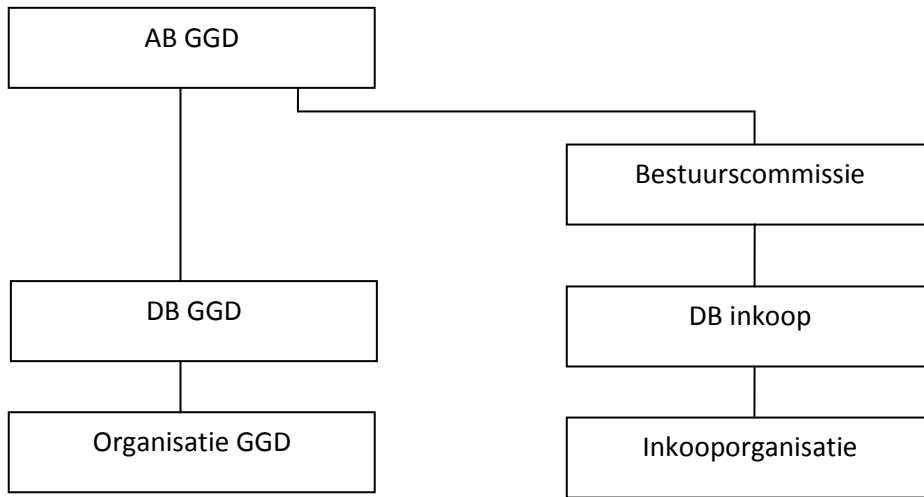 AB GGD
Bestuurscommissie
DB GGD
DB inkoop
Organisatie GGD
Inkooporganisatie